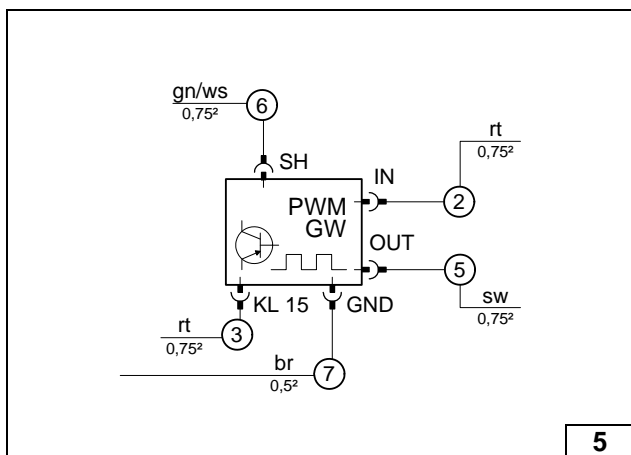 gn/ws
0,75²
6
SH
IN
rt
0,75²
2
PWM
GW
OUT
5
sw
0,75²
KL 15
GND
rt
0,75²
3
br
0,5²
7
5